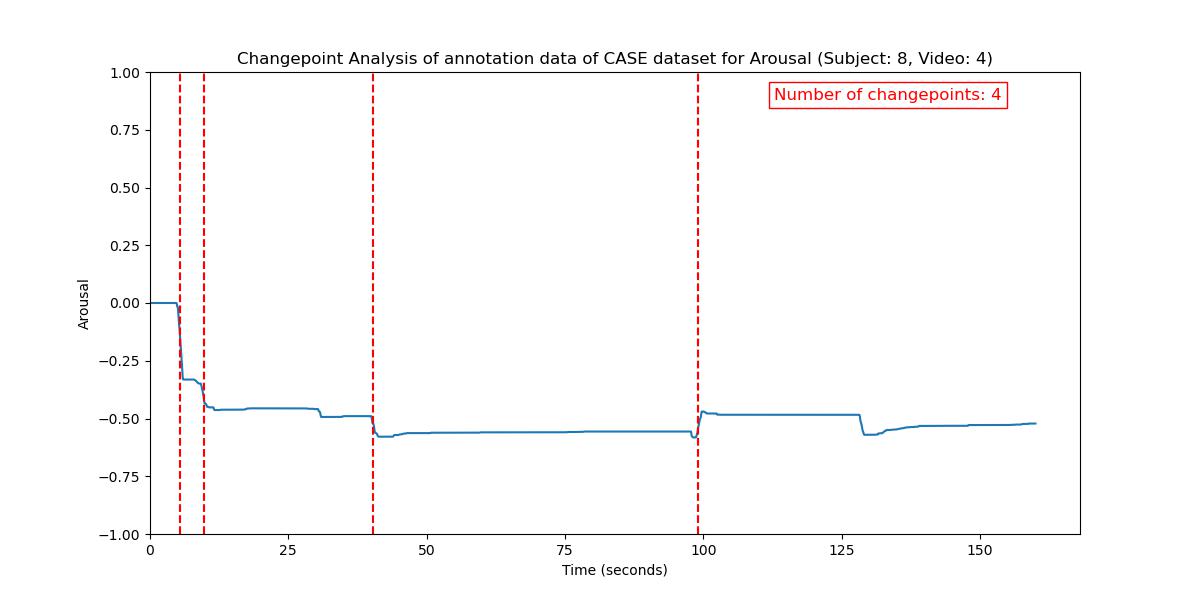 Changepoint Analysis of annotation data of CASE dataset for Arousal (Subject: 8, Video: 4)
Number of changepoints: 4
1.00
0.75
0.50
0.25
0.00
−0.25
−0.50
−0.75
−1.00
Arousal
0 25 50 75 100 125 150
Time (seconds)